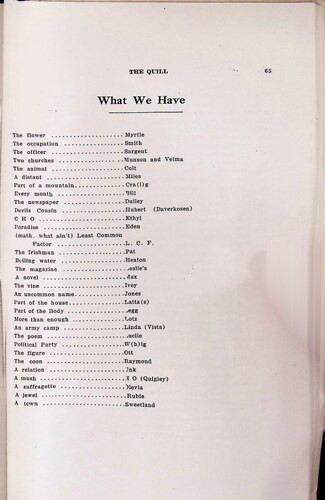 THE QUILL 65
What We Have
The flower .................. Myrtle
The occupation .............. Smith
The officer ................. Sargent
Two churches ................ Munson and Velma
The animal .................. Colt
A distant ................... Miles
Part of a mountain........... Cra(i)g
Every month ................. Bill
The newspaper ............... Dailey
Devils Cousin ............... Hubert (Daverkosen)
C H O ....................... Ethyl
Paradise .................... Eden
(math. what ain't) Least Common
Factor .................. L. C. F.
The Irishman ................ Pat
Boiling water ............... Heaton
The magazine ................ eslie's
A novel ..................... 
The vine .................... Ivey
An uncommon name............. Jones
Part of the house............ Latta(s)
Part of the Body ............ egg
More than enough ............ Lotz
An army camp ................ Linda (Vista)
The poem .................... 
Political Party ............. W(h)ig
The figure .................. Ott
The coon .................... Raymond
A relation .................. 
A mush ...................... O (Quigley)
A suffragette ............... 
A jewel ..................... Rubie
A town ...................... Sweetland